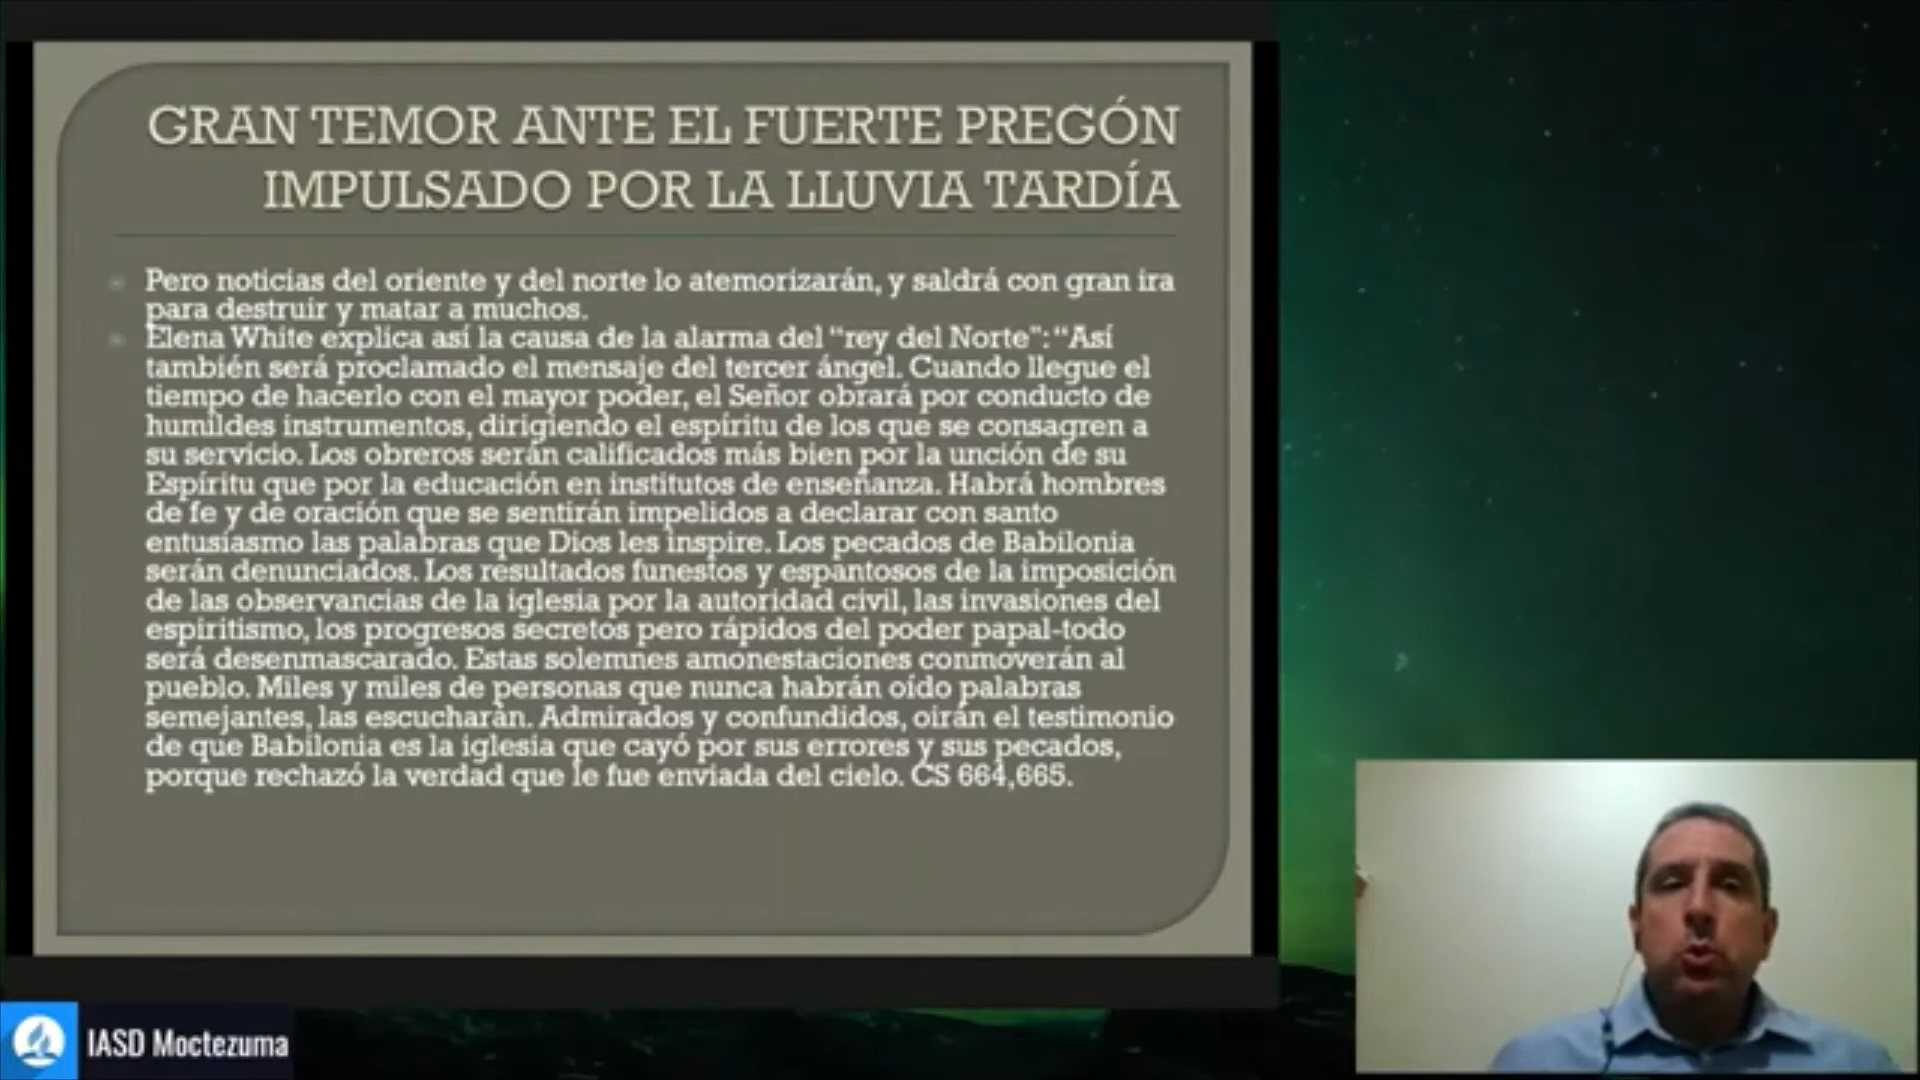 GRAN TEMOR ANTE EL FUERTE PREGÓN
IMPULSADO POR LA LLUVIA TARDÍA
Pero noticias del oriente y del norte lo atemorizarán, y saldrá con gran ira
para destruir y matar a muchos.
Elena White explica así la causa de la alarma del “rey del Norte”: “Así
también será proclamado el mensaje del tercer ángel. Cuando llegue el
tiempo de hacerlo con el mayor poder, el Señor obrará por conducto de
humildes instrumentos, dirigiendo el espíritu de los que se consagren a
su servicio. Los obreros serán calificados más bien por la unción de su
Espíritu que por la educación en institutos de enseñanza. Habrá hombres
de fe y de oración que se sentirán impelidos a declarar con santo
entusiasmo las palabras que Dios les inspire. Los pecados de Babilonia
serán denunciados. Los resultados funestos y espantosos de la imposición
de las observancias de la iglesia por la autoridad civil, las invasiones del
espiritismo, los progresos secretos pero rápidos del poder papal-todo
será desenmascarado. Estas solemnes amonestaciones conmoverán al
pueblo. Miles y miles de personas que nunca habrán oído palabras
semejantes, las escucharán. Admirados y confundidos, oirán el testimonio
de que Babilonia es la iglesia que cayó por sus errores y sus pecados,
porque rechazó la verdad que le fue enviada del cielo. CS 664,665.
IASD Moctezuma